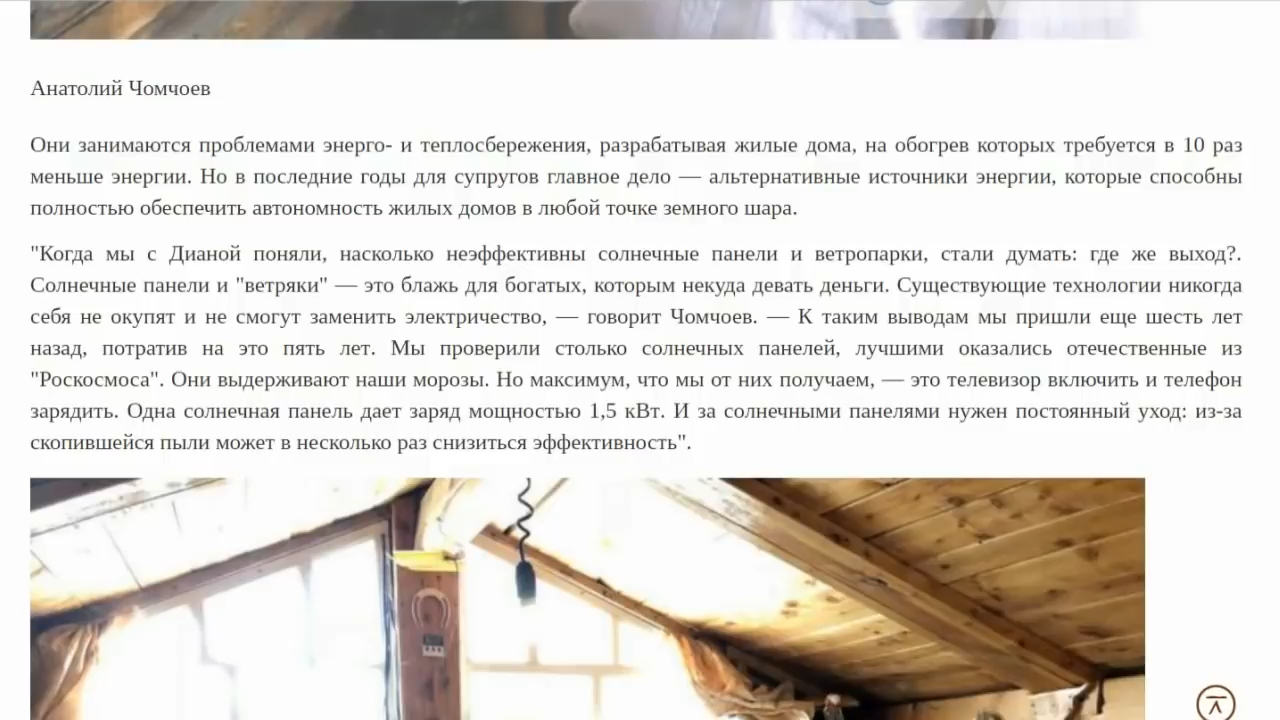 Анатолий Чомчоев
Они занимаются проблемами энерго- и теплосбережения, разрабатывая жилые дома, на обогрев которых требуется в 10 раз
меньше энергии. Но в последние годы для супругов главное дело — альтернативные источники энергии, которые способны
полностью обеспечить автономность жилых домов в любой точке земного шара.
"Когда мы с Дианой поняли, насколько неэффективны солнечные панели и ветропарки, стали думать: где же выход?.
Солнечные панели и "ветряки" — это блажь для богатых, которым некуда девать деньги. Существующие технологии никогда
себя не окупят и не смогут заменить электричество, — говорит Чомчоев. — К таким выводам мы пришли еще шесть лет
назад, потратив на это пять лет. Мы проверили столько солнечных панелей, лучшими оказались отечественные из
"Роскосмоса". Они выдерживают наши морозы. Но максимум, что мы от них получаем, — это телевизор включить и телефон
зарядить. Одна солнечная панель дает заряд мощностью 1,5 кВт. И за солнечными панелями нужен постоянный уход: из-за
скопившейся пыли может в несколько раз снизиться эффективность".